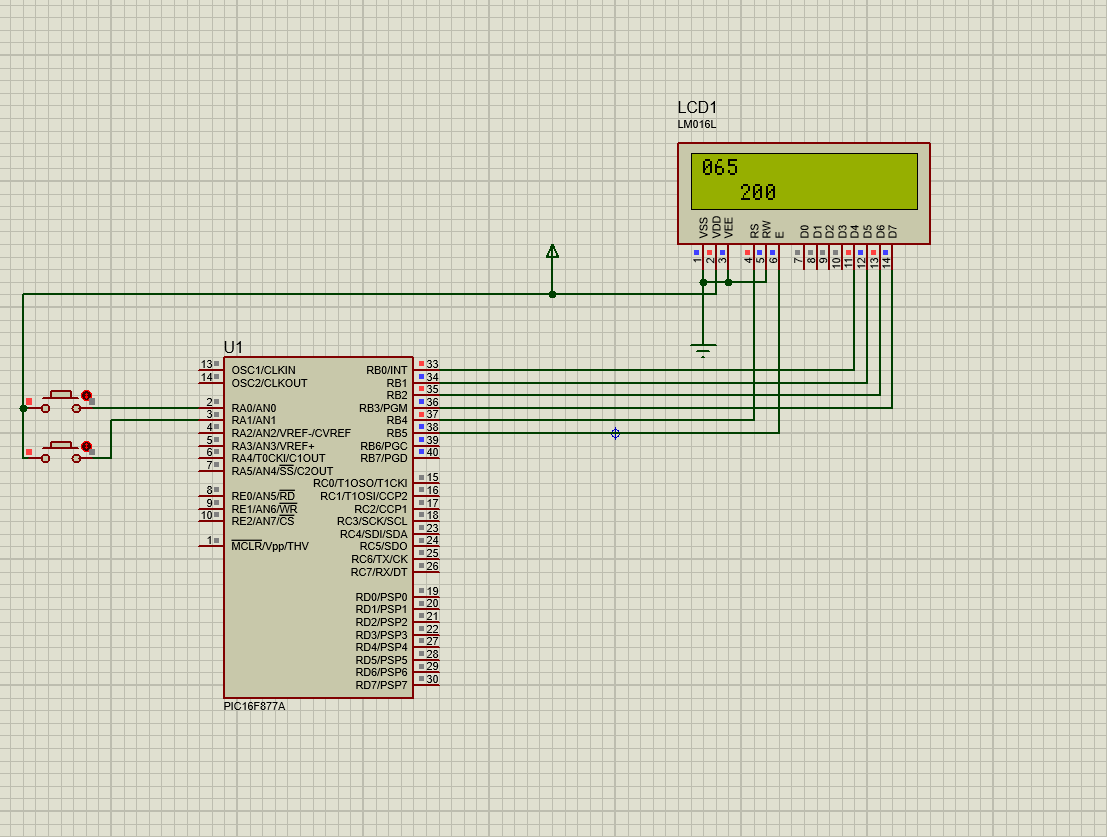 LCD1
LM016L
065
200
VSS VDD VEE RS RW E D0 D1 D2 D3 D4 D5 D6 D7
1 2 3 4 5 6 7 8 9 10 11 12 13 14
U1
13 OSC1/CLKIN RB0/INT 33
14 OSC2/CLKOUT RB1 34
RB2 35
2 RA0/AN0 RB3/PGM 36
3 RA1/AN1 RB4 37
4 RA2/AN2/VREF-/CVREF RB5 38
5 RA3/AN3/VREF+ RB6/PGC 39
6 RA4/T0CKI/C1OUT RB7/PGD 40
7 RA5/AN4/SS/C2OUT
RC0/T1OSO/T1CKI 15
8 RE0/AN5/RD RC1/T1OSI/CCP2 16
9 RE1/AN6/WR RC2/CCP1 17
10 RE2/AN7/CS RC3/SCK/SCL 18
RC4/SDI/SDA 23
1 MCLR/Vpp/THV RC5/SDO 24
RC6/TX/CK 25
RC7/RX/DT 26
RD0/PSP0 19
RD1/PSP1 20
RD2/PSP2 21
RD3/PSP3 22
RD4/PSP4 27
RD5/PSP5 28
RD6/PSP6 29
RD7/PSP7 30
PIC16F877A